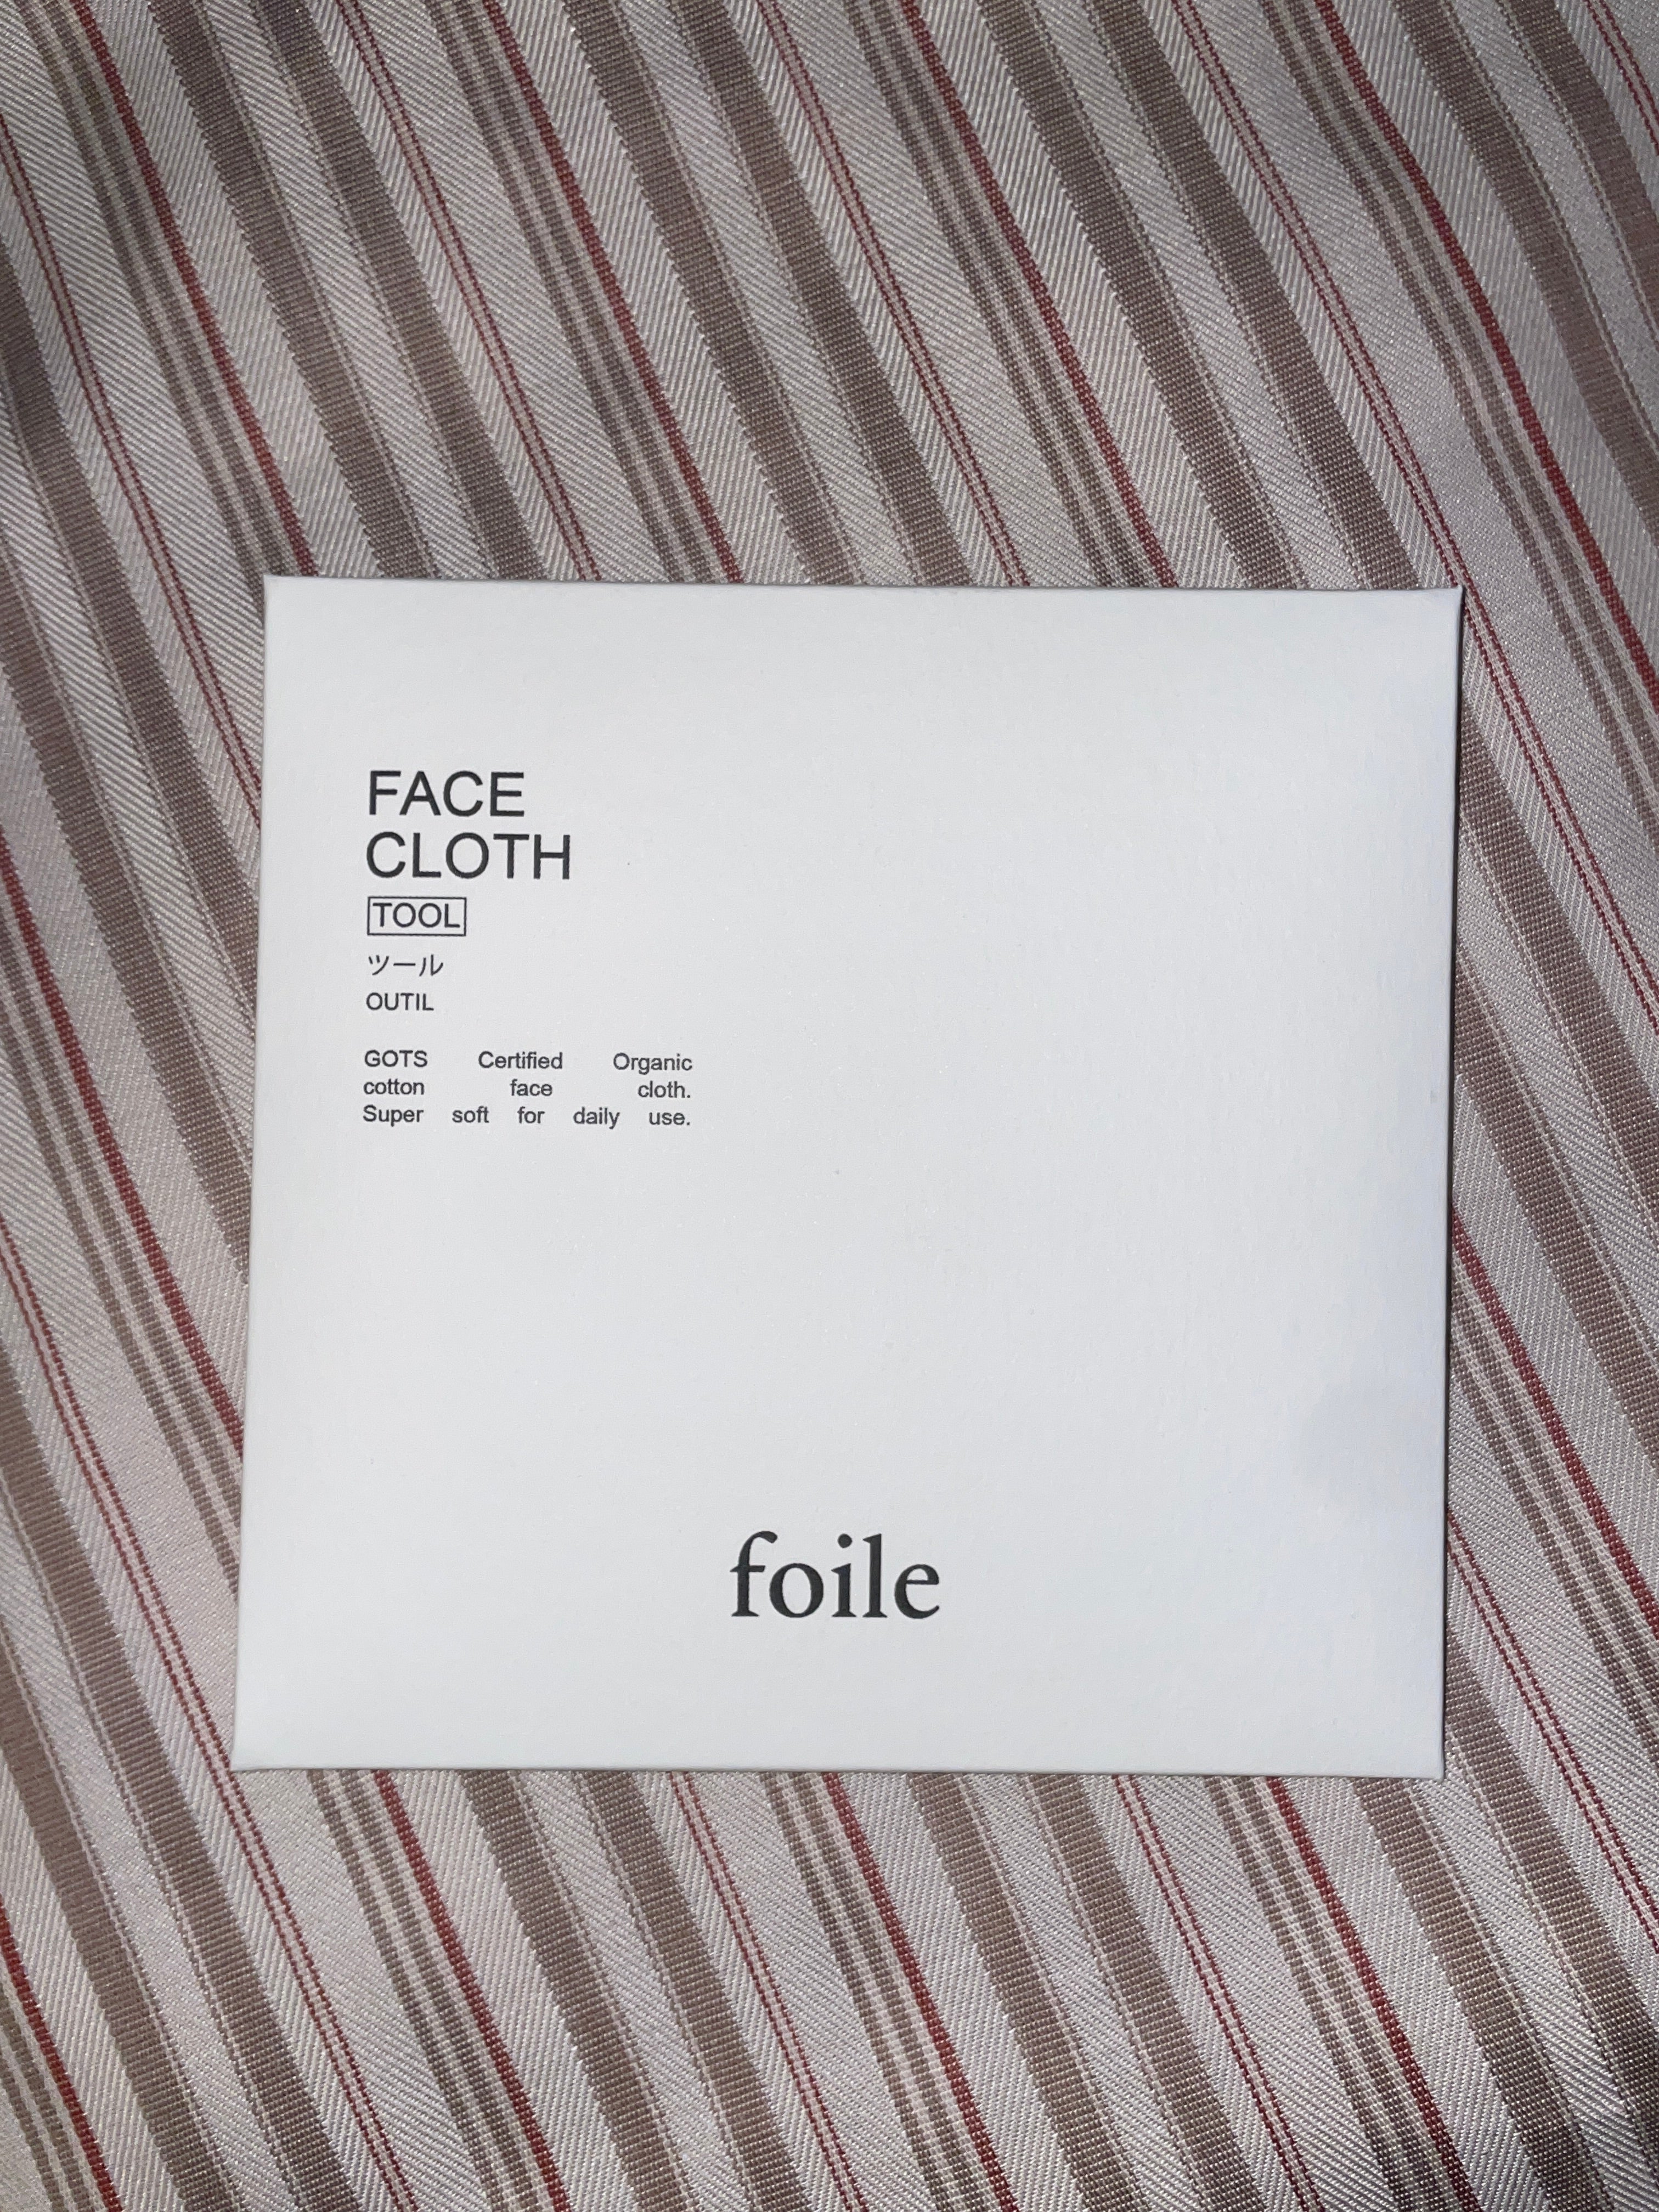 FACE
CLOTH
TOOL
ツール
OUTIL
GOTS Certified Organic
cotton face cloth.
Super soft for daily use.
foile